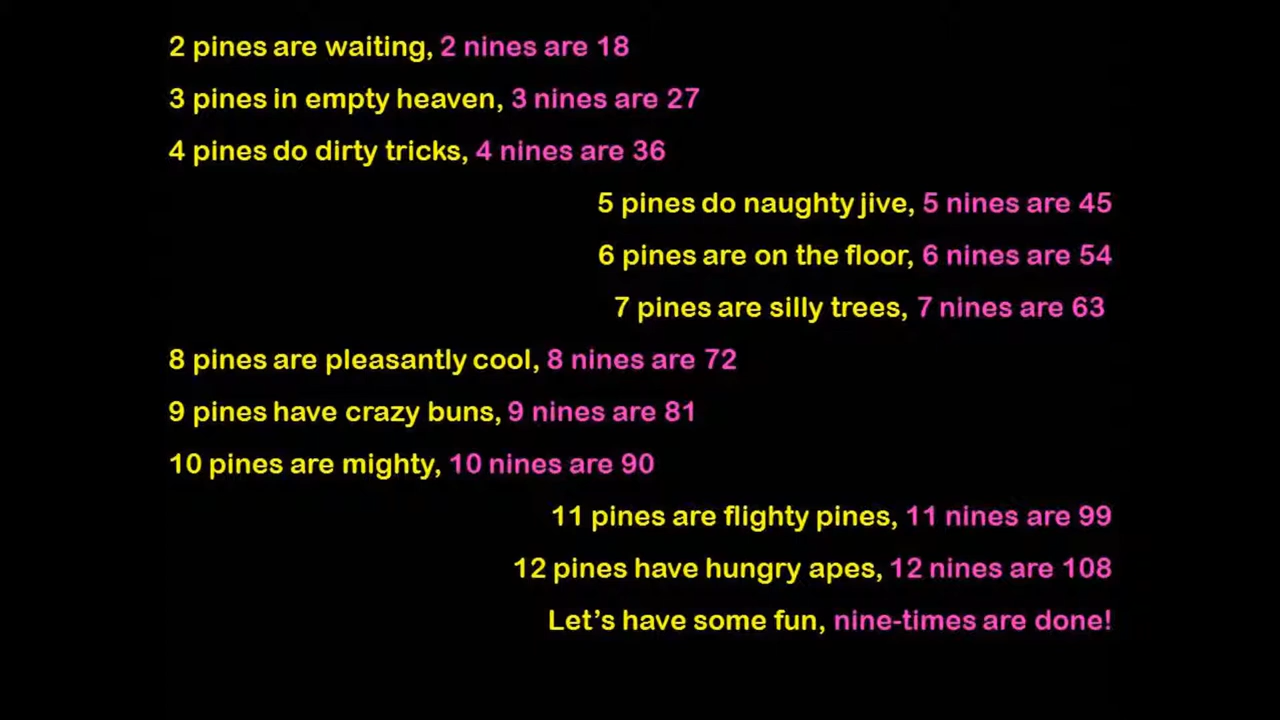 2 pines are waiting, 2 nines are 18
3 pines in empty heaven, 3 nines are 27
4 pines do dirty tricks, 4 nines are 36
5 pines do naughty jive, 5 nines are 45
6 pines are on the floor, 6 nines are 54
7 pines are silly trees, 7 nines are 63
8 pines are pleasantly cool, 8 nines are 72
9 pines have crazy buns, 9 nines are 81
10 pines are mighty, 10 nines are 90
11 pines are flighty pines, 11 nines are 99
12 pines have hungry apes, 12 nines are 108
Let’s have some fun, nine-times are done!